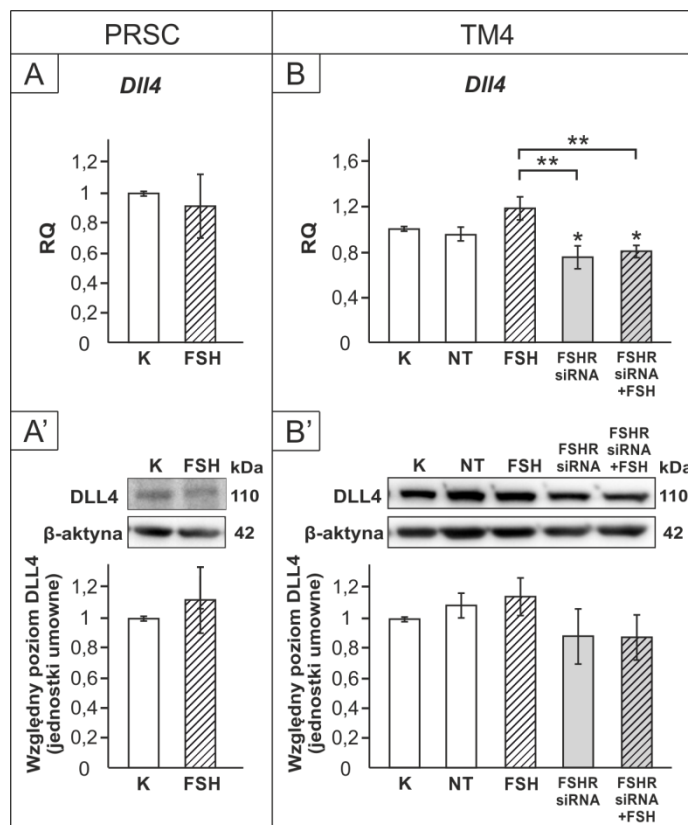 PRSC
TM4
A
Dll4
1,2
1
0,8
0,6
0,4
0,2
0
RQ
K
FSH
B
Dll4
1,6
1,2
0,8
0,4
0
RQ
**
**
*
*
K
NT
FSH
FSHR
siRNA
FSHR
siRNA
+FSH
A’
K FSH kDa
DLL4 110
β-aktyna 42
Względny poziom DLL4
(jednostki umowne)
1,2
1
0,8
0,6
0,4
0,2
0
K
FSH
B’
K NT FSH FSHR
siRNA
FSHR
siRNA
+FSH
kDa
DLL4 110
β-aktyna 42
Względny poziom DLL4
(jednostki umowne)
1,2
1
0,8
0,6
0,4
0,2
0
K
NT
FSH
FSHR
siRNA
FSHR
siRNA
+FSH